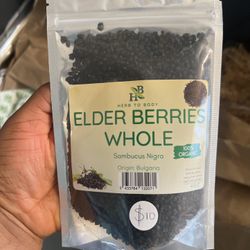 HB
HERB TO BODY
ELDER BERRIES
WHOLE
100%
ORGANIC
Sambucus Nigra
Origin: Bulgaria
$10